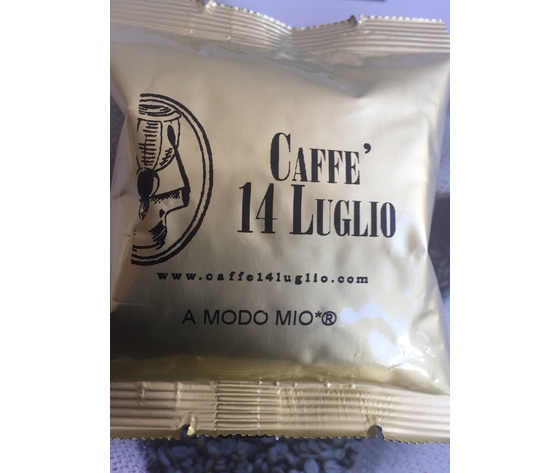 CAFFE'
14 LUGLIO
www.caffe14luglio.com
A MODO MIO*®